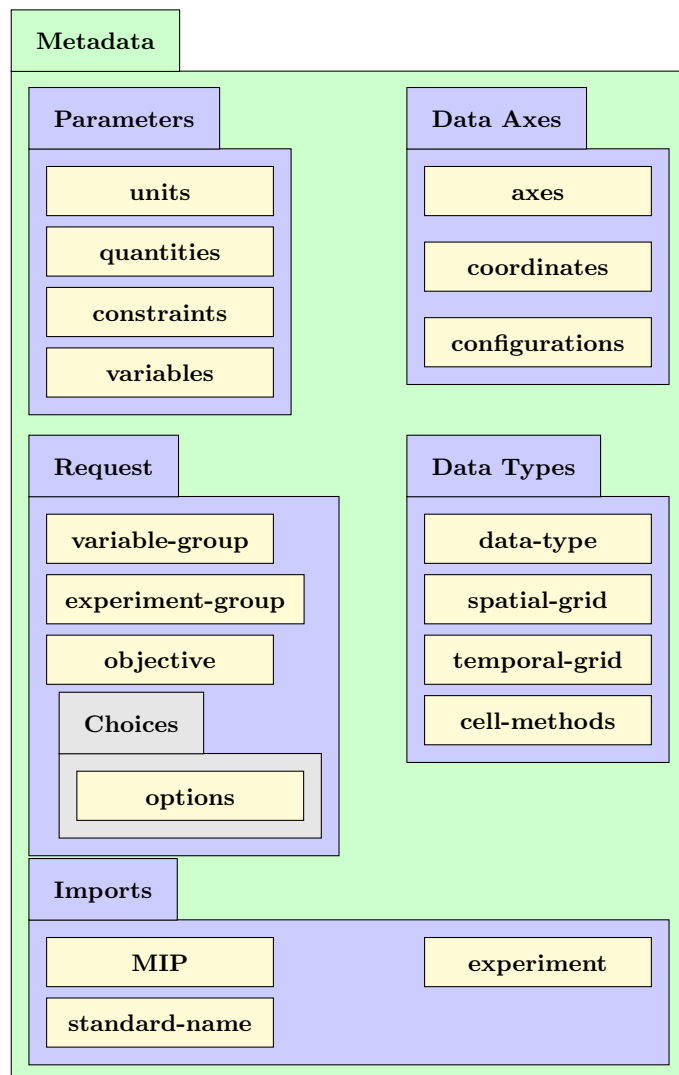 Metadata
Parameters
units
quantities
constraints
variables
Data Axes
axes
coordinates
configurations
Request
variable-group
experiment-group
objective
Choices
options
Data Types
data-type
spatial-grid
temporal-grid
cell-methods
Imports
MIP
experiment
standard-name